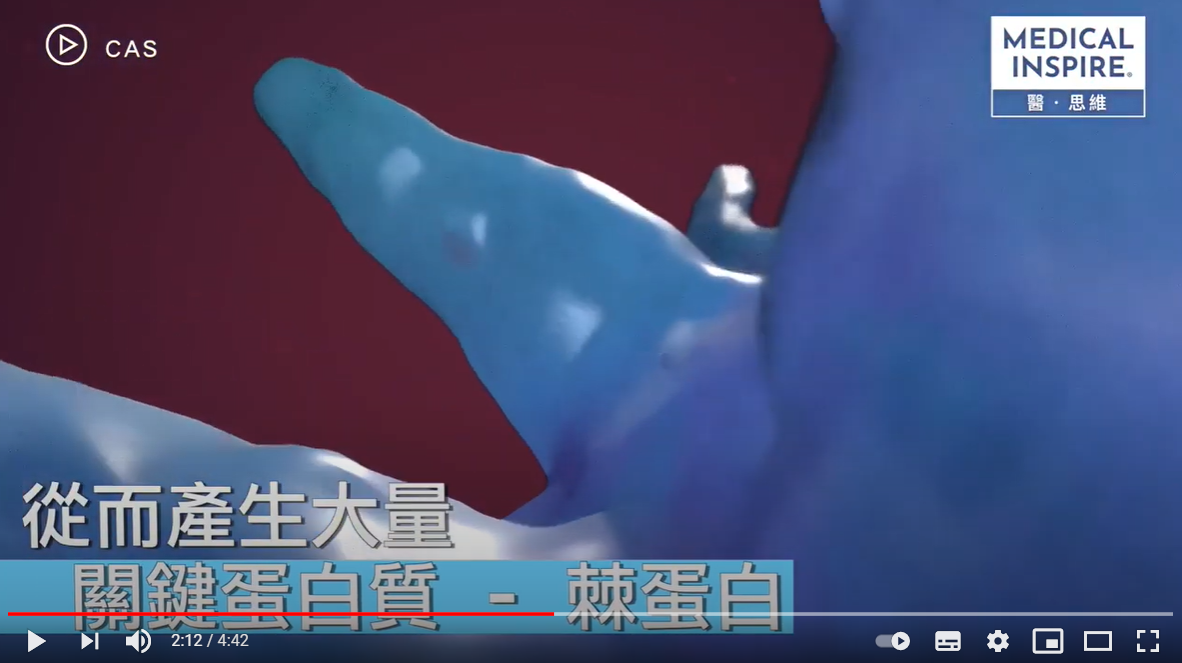 CAS
MEDICAL
INSPIRE.
醫．思維
從而產生大量
關鍵蛋白質 - 棘蛋白
2:12 / 4:42